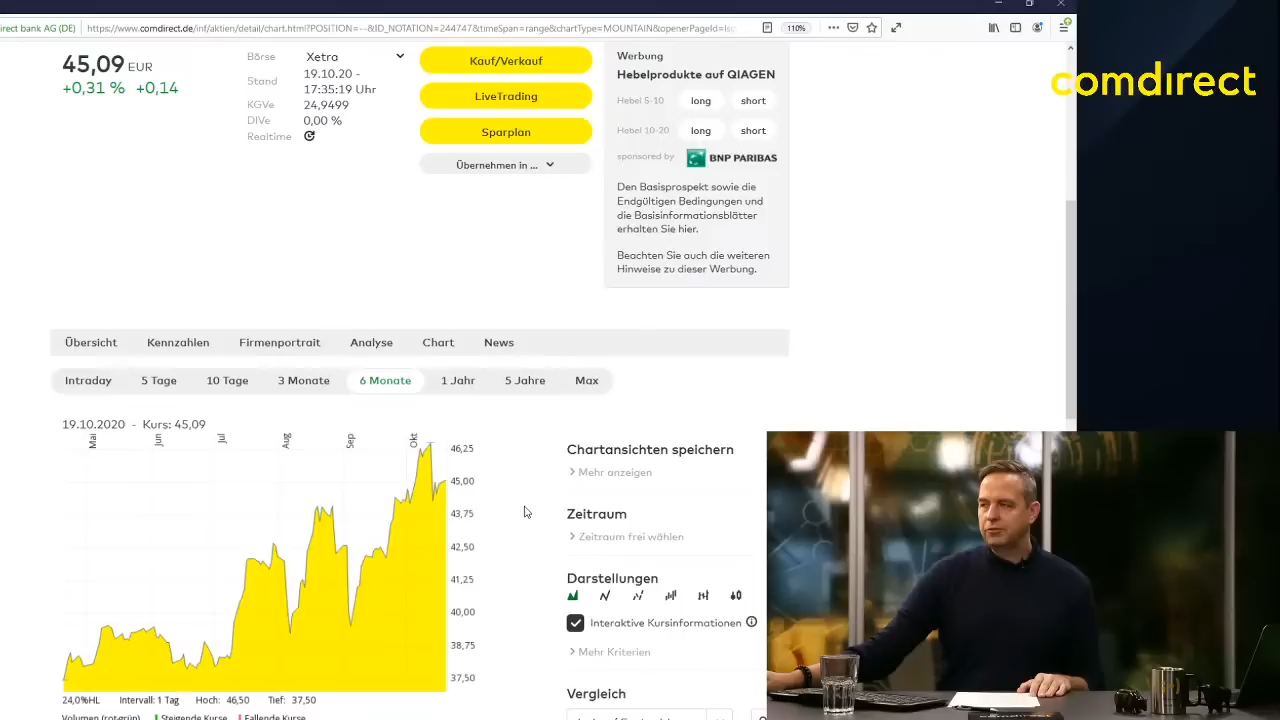 irect bank AG (DE)
https://www.comdirect.de/inf/aktien/detail/chart.html?POSITION=--&ID_NOTATION=244747&timeSpan=range&chartType=MOUNTAIN&openerPageId=
110%
comdirect
45,09 EUR
+0,31 % +0,14
Börse Xetra
Stand 19.10.20 -
17:35:19 Uhr
KGVe 24,9499
DIVe 0,00 %
Realtime
Kauf/Verkauf
LiveTrading
Sparplan
Übernehmen in ...
Werbung
Hebelprodukte auf QIAGEN
Hebel 5-10 long short
Hebel 10-20 long short
sponsored by BNP PARIBAS
Den Basisprospekt sowie die
Endgültigen Bedingungen und
die Basisinformationsblätter
erhalten Sie hier.
Beachten Sie auch die weiteren
Hinweise zu dieser Werbung.
Übersicht Kennzahlen Firmenportrait Analyse Chart News
Intraday 5 Tage 10 Tage 3 Monate 6 Monate 1 Jahr 5 Jahre Max
19.10.2020 - Kurs: 45,09
Mai Jun Jul Aug Sep Okt
46,25
45,00
43,75
42,50
41,25
40,00
38,75
37,50
24,0%HL Intervall: 1 Tag Hoch: 46,50 Tief: 37,50
Volumen (rot-grün) Steigende Kurse Fallende Kurse
Chartansichten speichern
Mehr anzeigen
Zeitraum
Zeitraum frei wählen
Darstellungen
Interaktive Kursinformationen
Mehr Kriterien
Vergleich